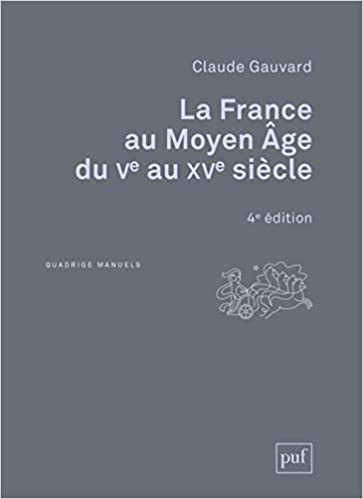 Claude Gauvard
La France
au Moyen Âge
du Ve au XVe siècle
4e édition
QUADRIGE MANUELS
puf